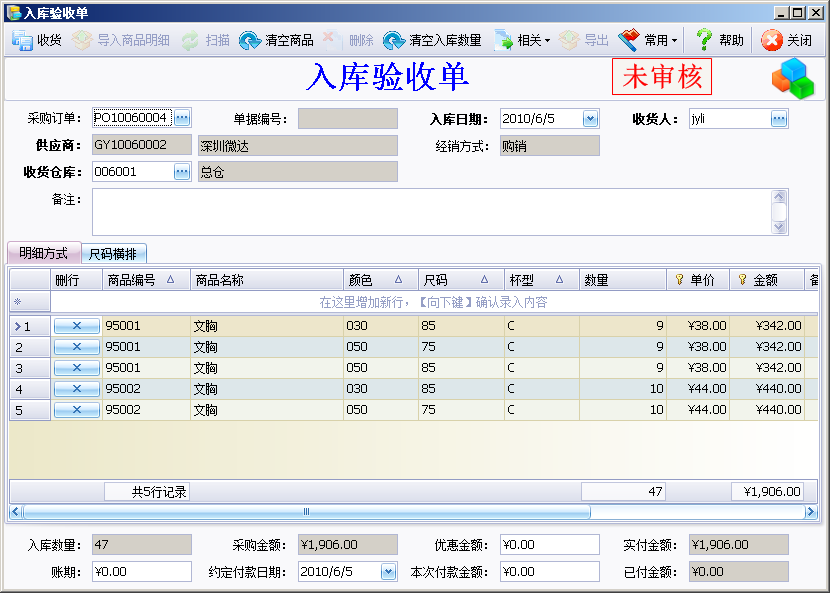 入库验收单
收货 导入商品明细 扫描 清空商品 删除 清空入库数量 相关 导出 常用 帮助 关闭
入库验收单 未审核
采购订单: PO10060004 单据编号: 入库日期: 2010/6/5 收货人: jyli
供应商: GY10060002 深圳微达 经销方式: 购销
收货仓库: 006001 总仓
备注:
明细方式 尺码横排
删行 商品编号 商品名称 颜色 尺码 杯型 数量 单价 金额
在这里增加新行，【向下键】确认录入内容
1 95001 文胸 030 85 C 9 ¥38.00 ¥342.00
2 95001 文胸 050 75 C 9 ¥38.00 ¥342.00
3 95001 文胸 050 85 C 9 ¥38.00 ¥342.00
4 95002 文胸 030 85 C 10 ¥44.00 ¥440.00
5 95002 文胸 050 75 C 10 ¥44.00 ¥440.00
共5行记录 47 ¥1,906.00
入库数量: 47 采购金额: ¥1,906.00 优惠金额: ¥0.00 实付金额: ¥1,906.00
账期: ¥0.00 约定付款日期: 2010/6/5 本次付款金额: ¥0.00 已付金额: ¥0.00